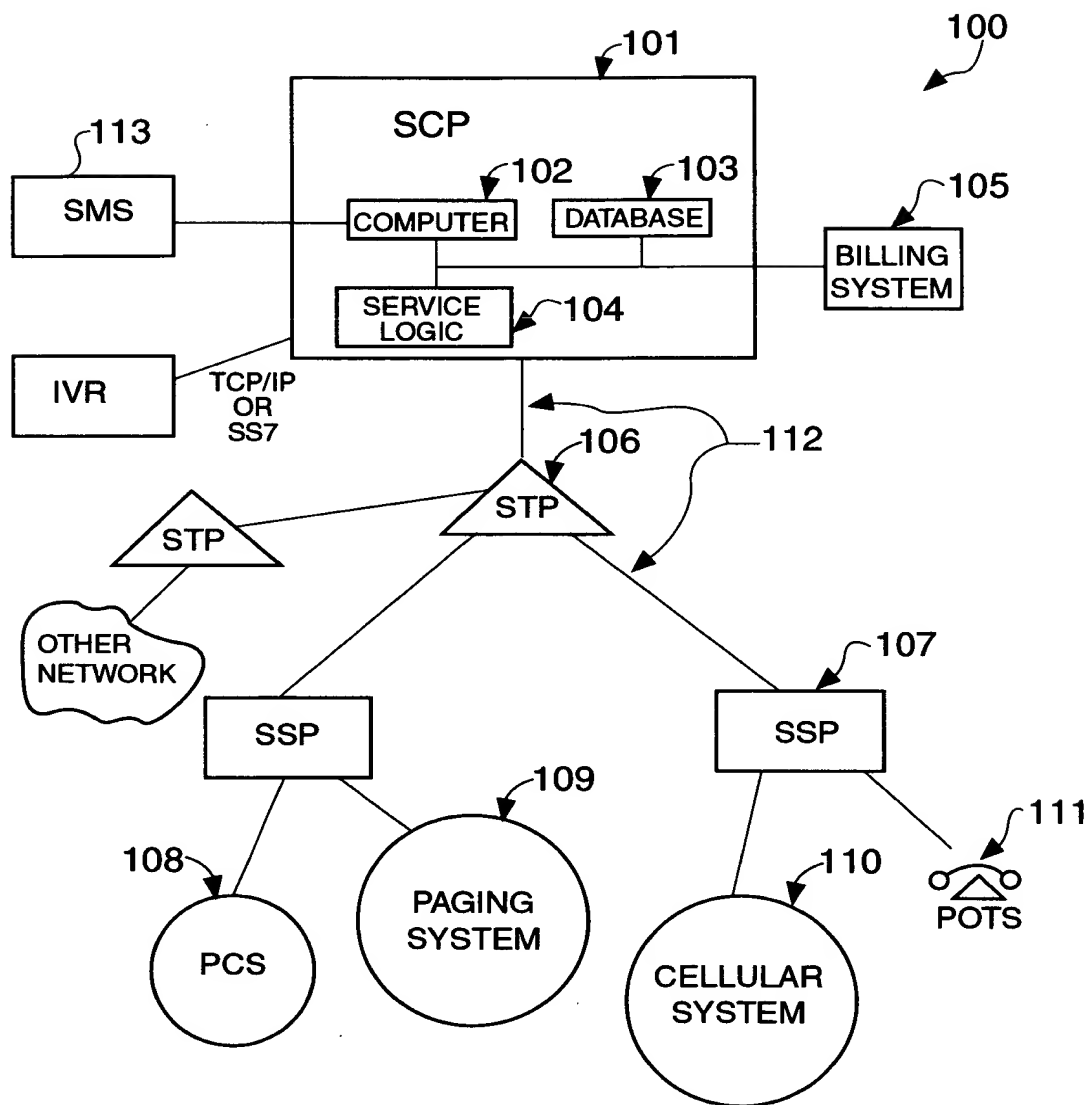 100
101
SCP
113
SMS
102
COMPUTER
103
DATABASE
105
BILLING
SYSTEM
SERVICE
LOGIC
104
IVR
TCP/IP
OR
SS7
106
STP
112
STP
OTHER
NETWORK
SSP
107
SSP
108
PCS
109
PAGING
SYSTEM
110
CELLULAR
SYSTEM
111
POTS